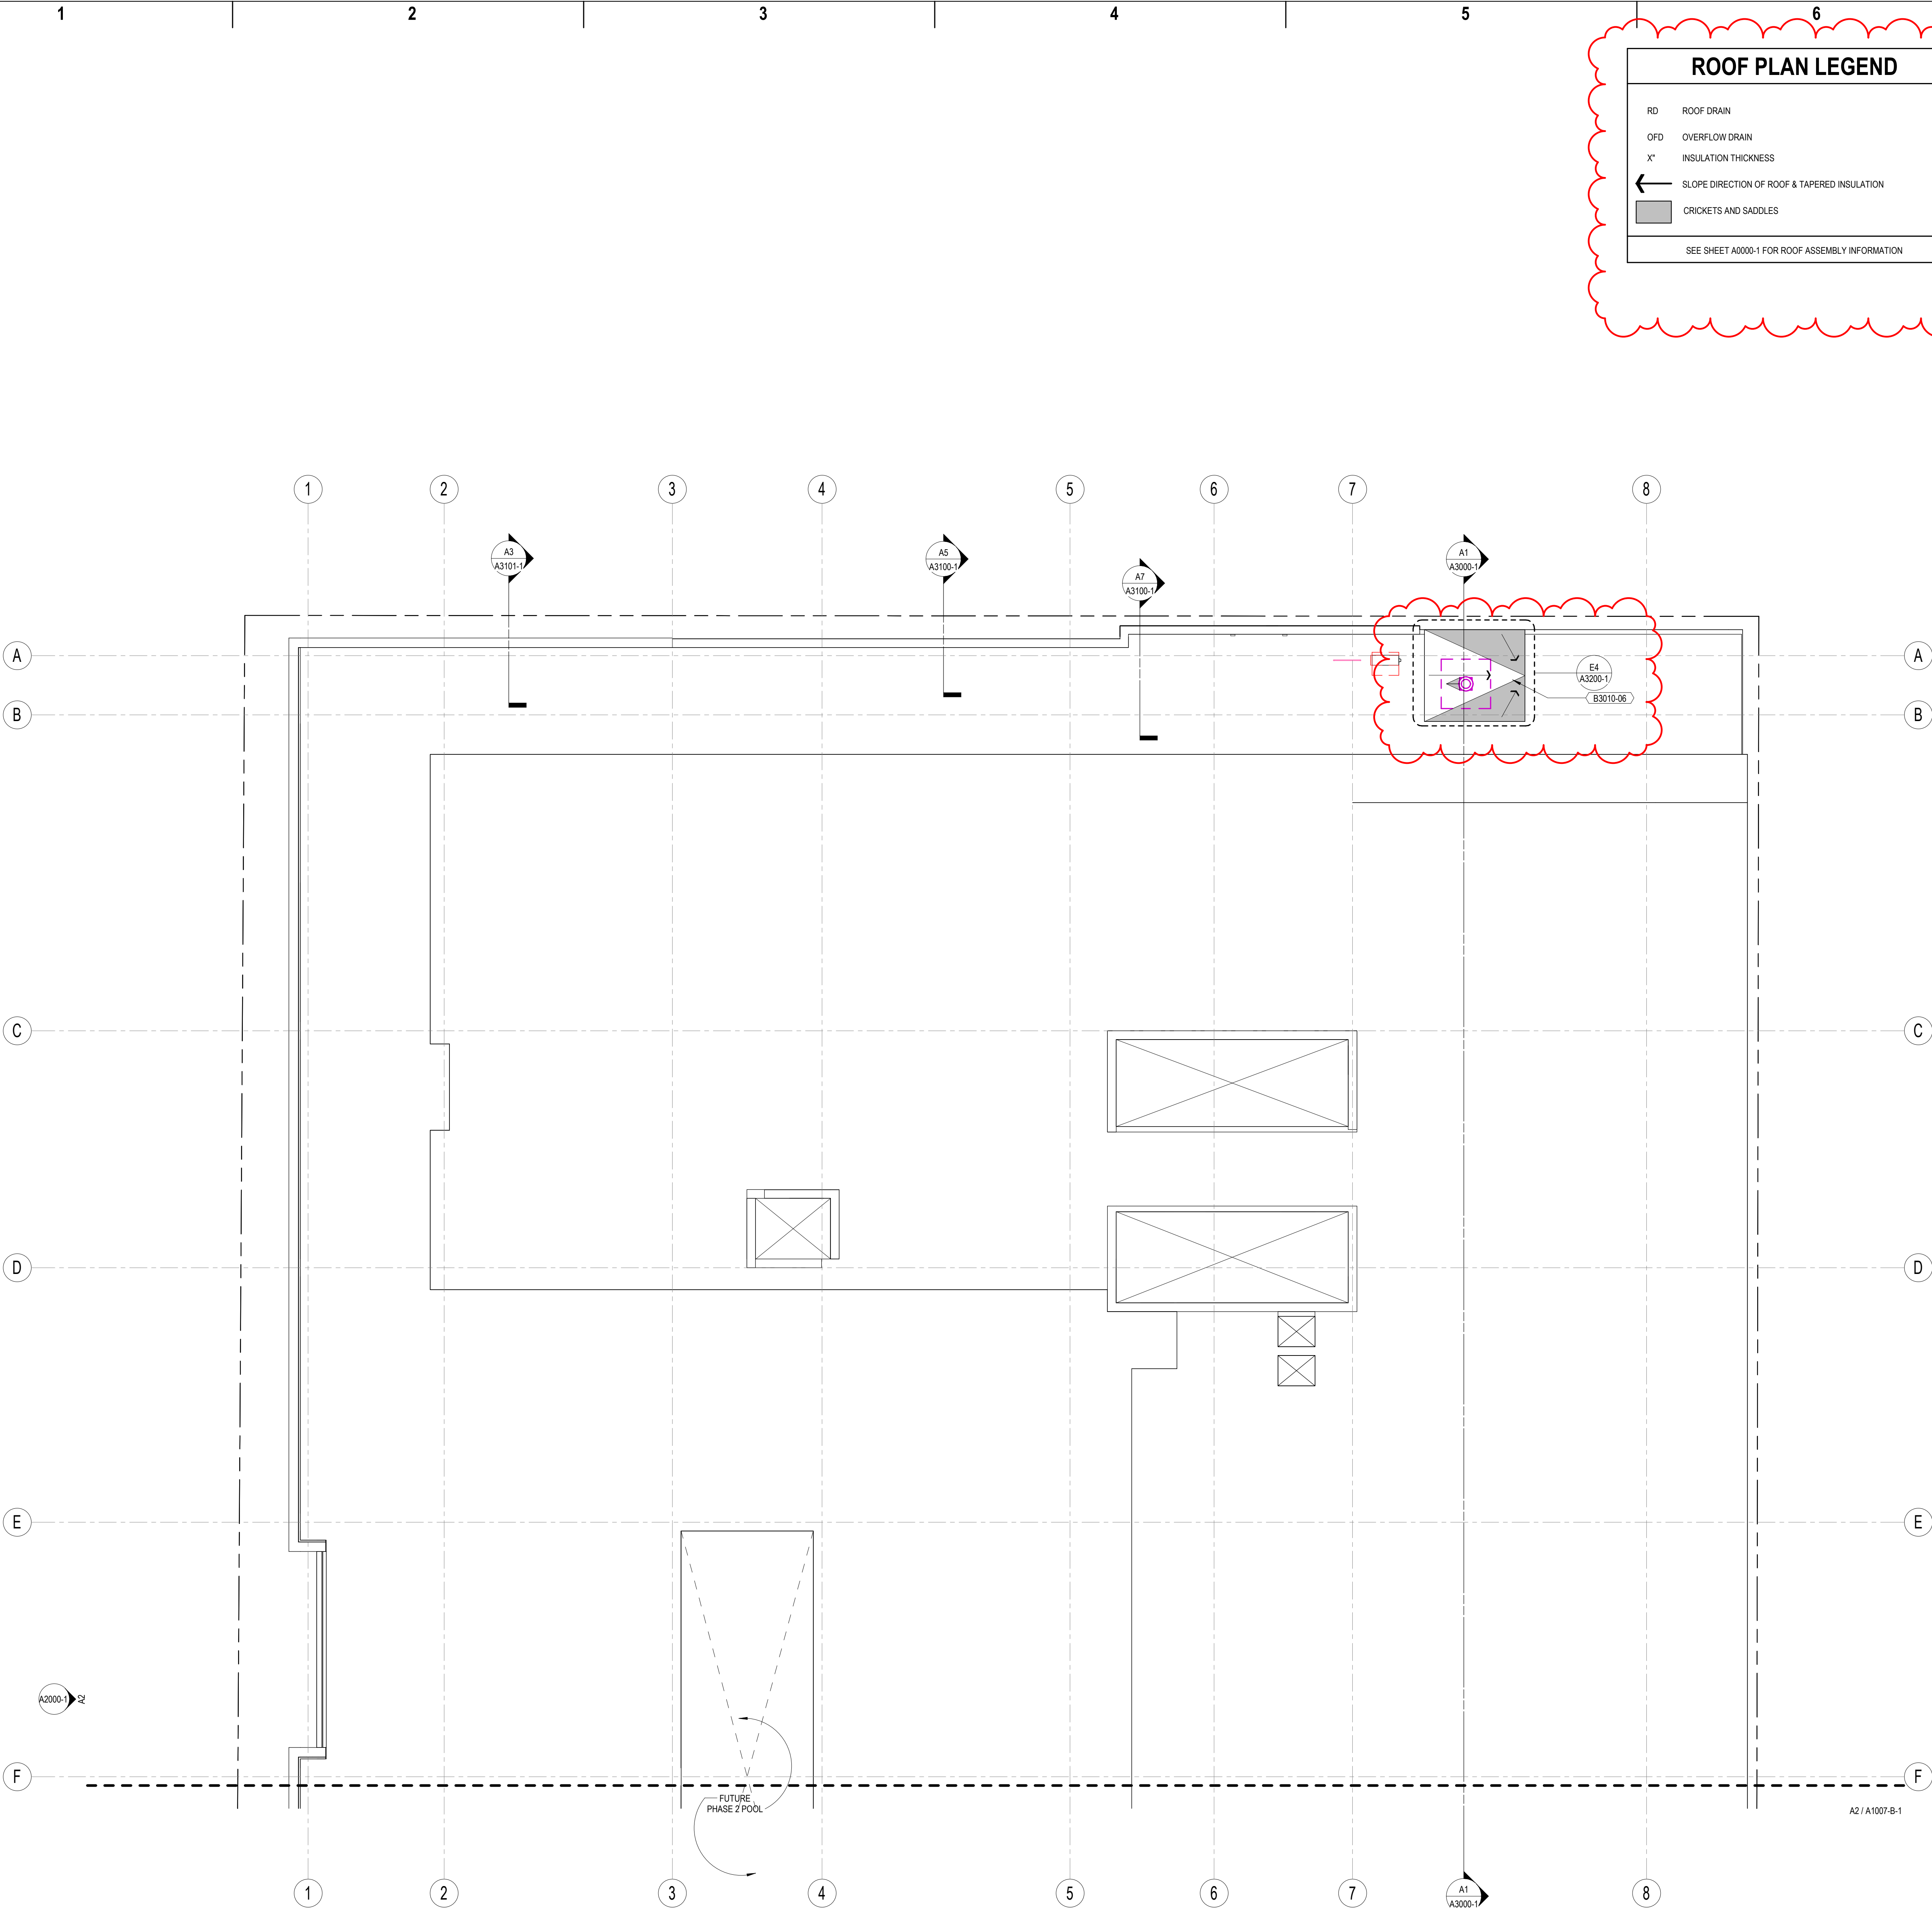 1 2 3 4 5 6
ROOF PLAN LEGEND
RD ROOF DRAIN
OFD OVERFLOW DRAIN
X" INSULATION THICKNESS
SLOPE DIRECTION OF ROOF & TAPERED INSULATION
CRICKETS AND SADDLES
SEE SHEET A0000-1 FOR ROOF ASSEMBLY INFORMATION
1 2 3 4 5 6 7 8
A3
A3101-1
A5
A3100-1
A7
A3100-1
A1
A3000-1
A A
E4
A3200-1
B3010-06
B B
C C
D D
E E
A2000-1
A2
F F
FUTURE
PHASE 2 POOL
A2 / A1007-B-1
1 2 3 4 5 6 7 8
A1
A3000-1